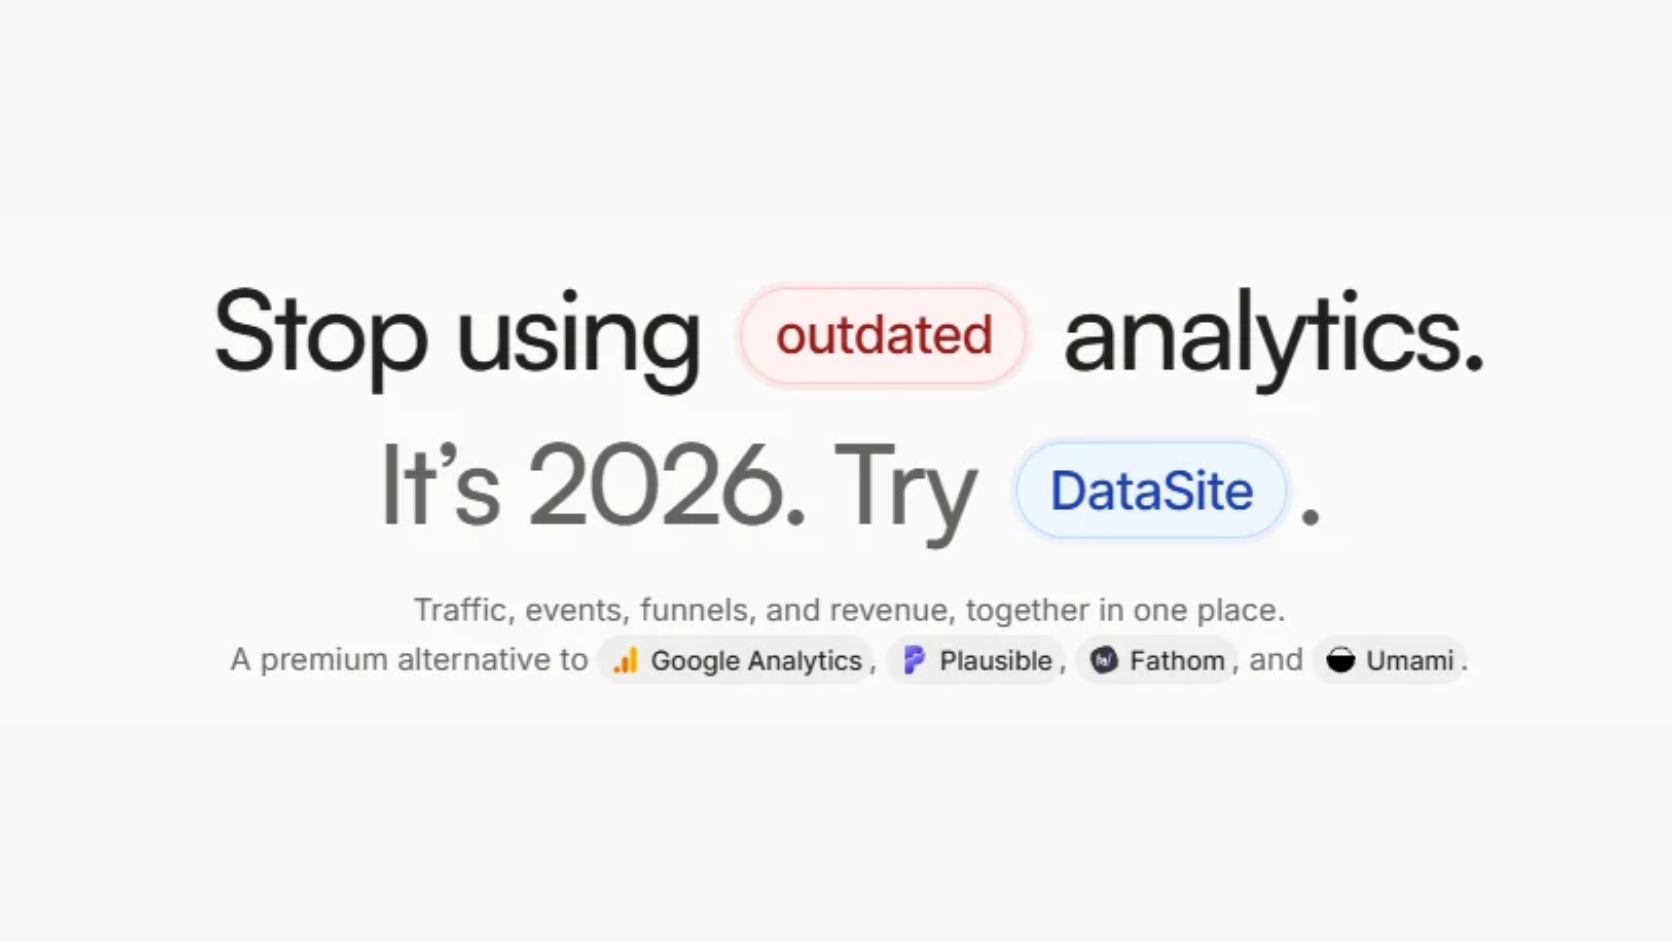 Stop using outdated analytics.
It’s 2026. Try DataSite.
Traffic, events, funnels, and revenue, together in one place.
A premium alternative to Google Analytics, Plausible, Fathom, and Umami.